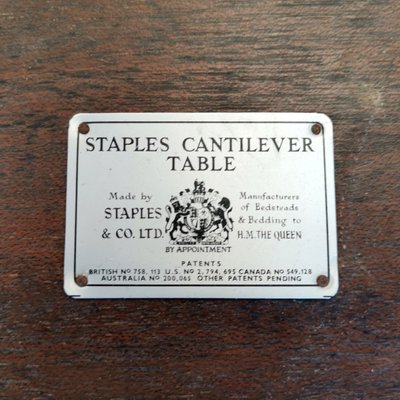 STAPLES CANTILEVER
TABLE
Made by
STAPLES
& CO. LTD.
BY APPOINTMENT
Manufacturers
of Bedsteads
& Bedding to
H.M. THE QUEEN
PATENTS
BRITISH No 758, 113 U.S. No 2, 794, 695 CANADA No 549, 128
AUSTRALIA No 200,065 OTHER PATENTS PENDING